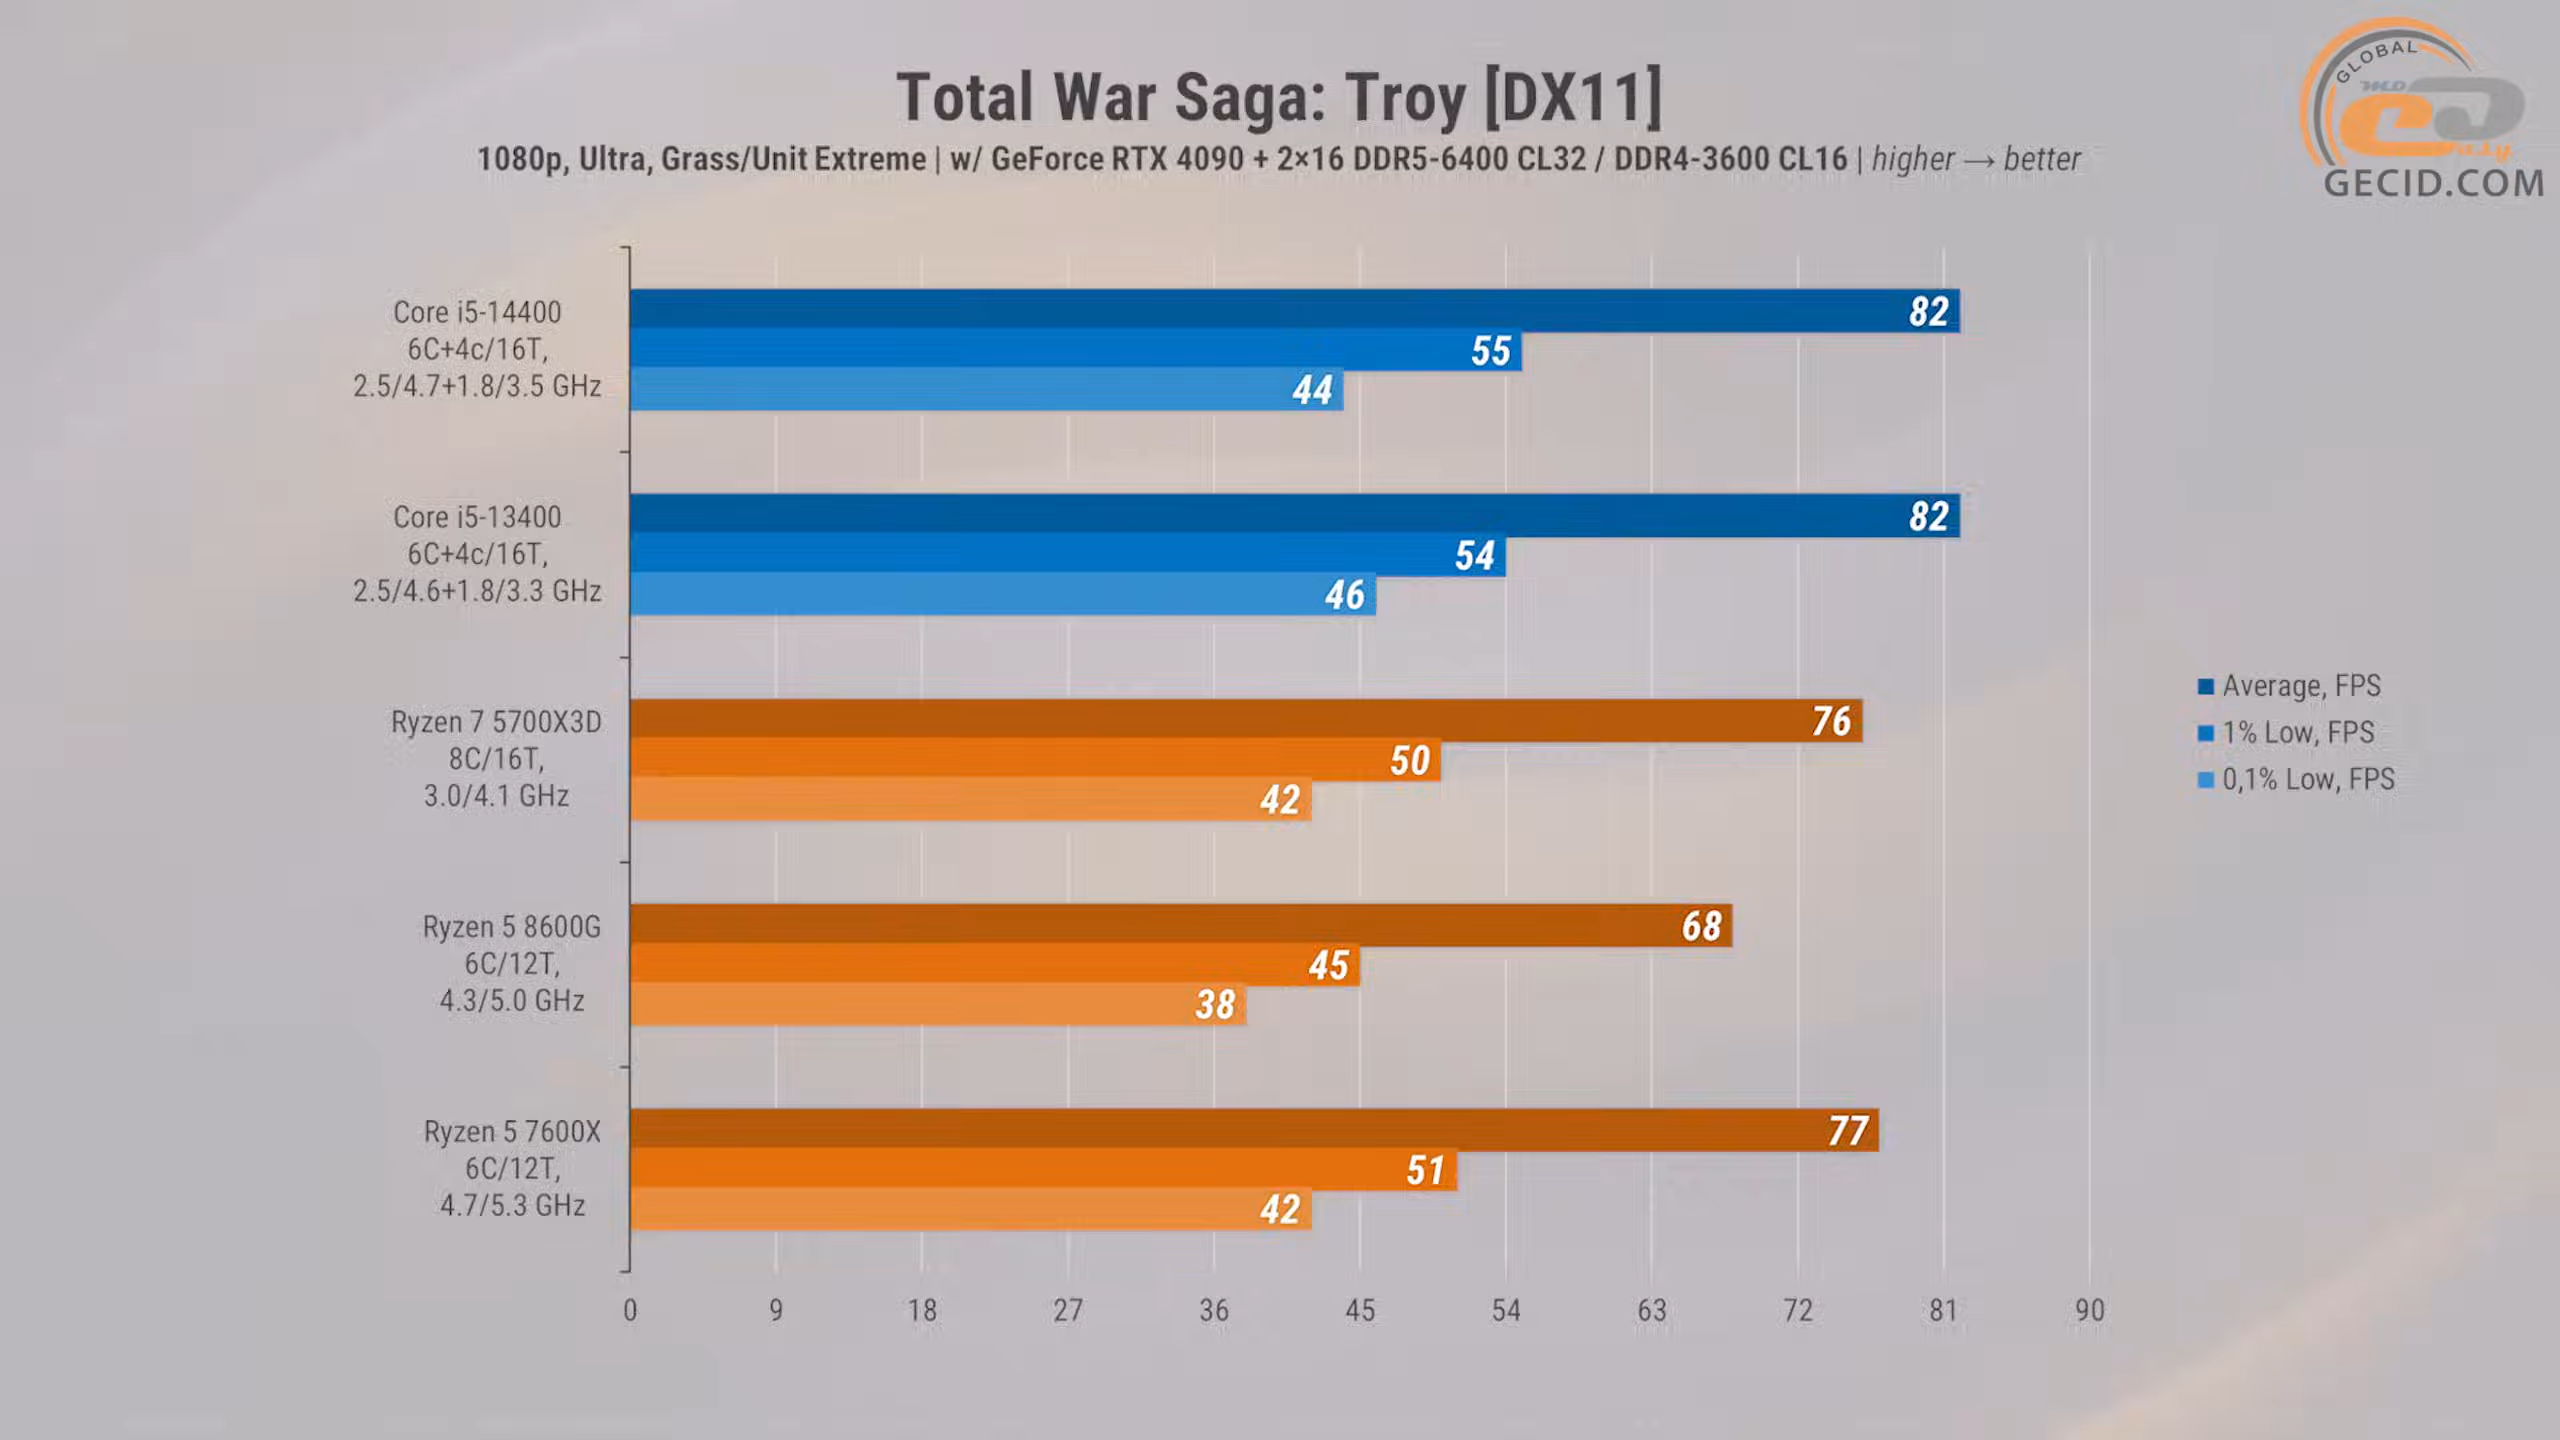 Total War Saga: Troy [DX11]
1080p, Ultra, Grass/Unit Extreme | w/ GeForce RTX 4090 + 2×16 DDR5-6400 CL32 / DDR4-3600 CL16 | higher → better
GLOBAL
GECID.COM
Core i5-14400
6C+4c/16T,
2.5/4.7+1.8/3.5 GHz
82
55
44
Core i5-13400
6C+4c/16T,
2.5/4.6+1.8/3.3 GHz
82
54
46
Ryzen 7 5700X3D
8C/16T,
3.0/4.1 GHz
76
50
42
Ryzen 5 8600G
6C/12T,
4.3/5.0 GHz
68
45
38
Ryzen 5 7600X
6C/12T,
4.7/5.3 GHz
77
51
42
Average, FPS
1% Low, FPS
0,1% Low, FPS
0 9 18 27 36 45 54 63 72 81 90